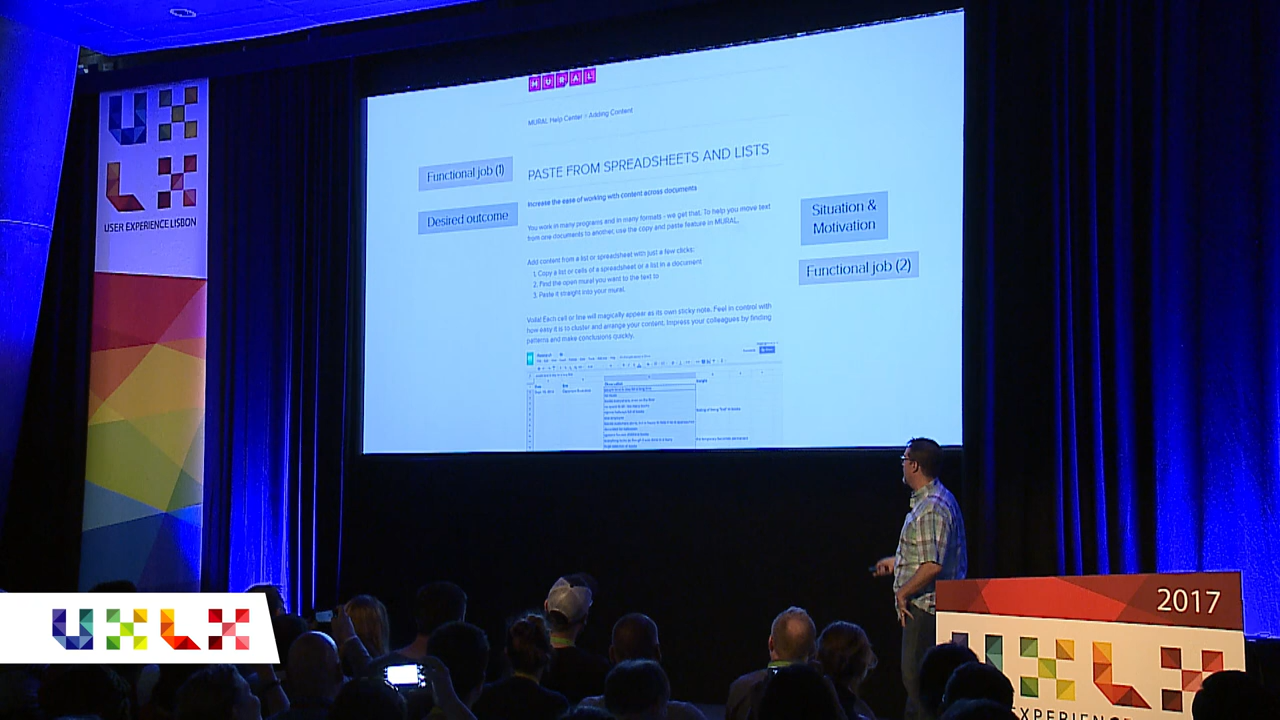 UX
LX
USER EXPERIENCE LISBON
MURAL
MURAL Help Center // Adding Content
Functional job (1)
PASTE FROM SPREADSHEETS AND LISTS
Desired outcome
Increase the ease of working with content across documents
You work in many programs and in many formats - we get that. To help you move text
from one documents to another, use the copy and paste feature in MURAL.
Situation &
Motivation
Functional job (2)
Add content from a list or spreadsheet with just a few clicks:
1. Copy a list or cells of a spreadsheet or a list in a document
2. Find the open mural you want to the text to
3. Paste it straight into your mural.
Voila! Each cell or line will magically appear as its own sticky note. Feel in control with
how easy it is to cluster and arrange your content. Impress your colleagues by finding
patterns and make conclusions quickly.
UXLX
2017
UXLX
EXPERIENC